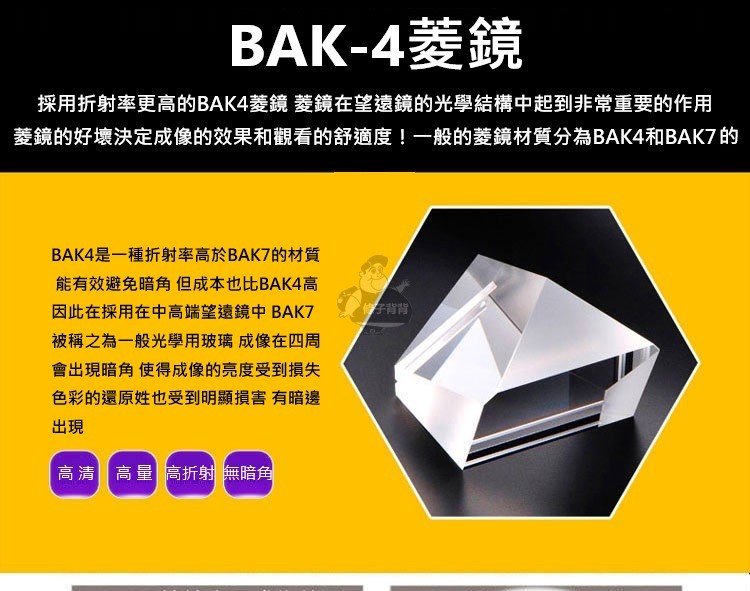 BAK-4菱鏡
採用折射率更高的BAK4菱鏡 菱鏡在望遠鏡的光學結構中起到非常重要的作用
菱鏡的好壞決定成像的效果和觀看的舒適度！一般的菱鏡材質分為BAK4和BAK7的
BAK4是一種折射率高於BAK7的材質
能有效避免暗角 但成本也比BAK4高
因此在採用在中高端望遠鏡中 BAK7
被稱之為一般光學用玻璃 成像在四周
會出現暗角 使得成像的亮度受到損失
色彩的還原姓也受到明顯損害 有暗邊
出現
高清 高量 高折射 無暗角
修子背背